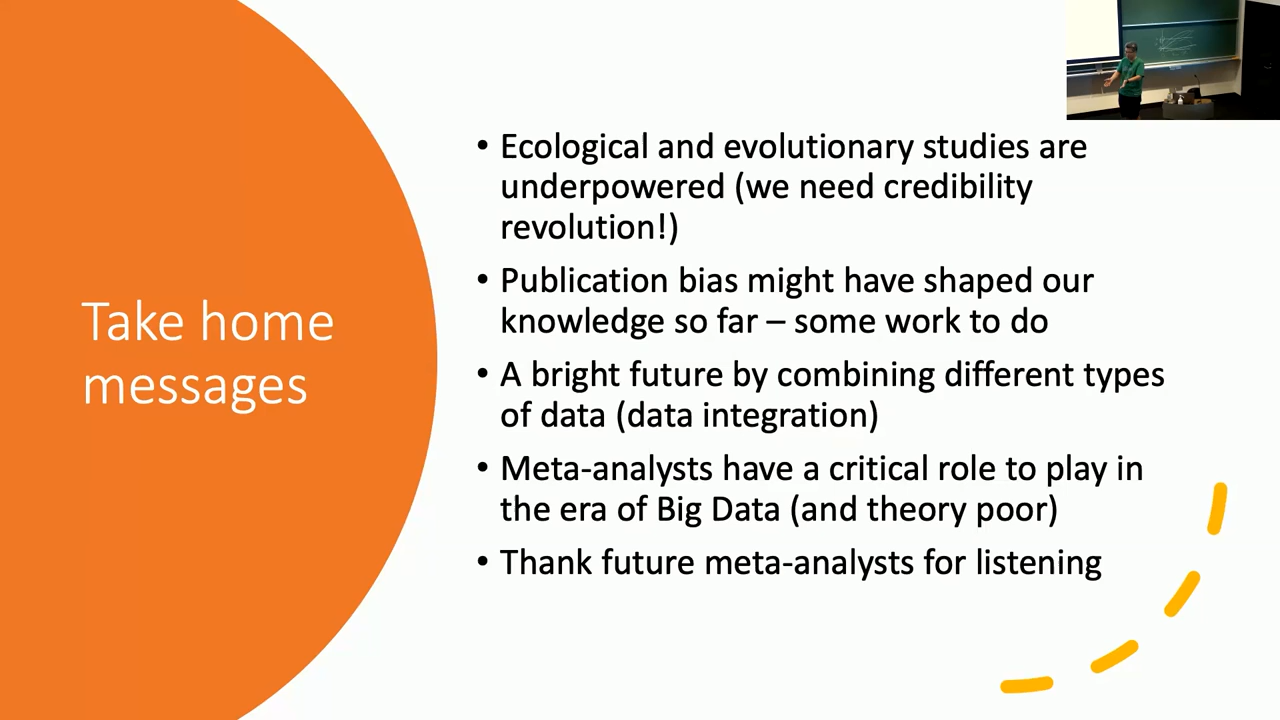 Take home
messages
• Ecological and evolutionary studies are
underpowered (we need credibility
revolution!)
• Publication bias might have shaped our
knowledge so far – some work to do
• A bright future by combining different types
of data (data integration)
• Meta-analysts have a critical role to play in
the era of Big Data (and theory poor)
• Thank future meta-analysts for listening